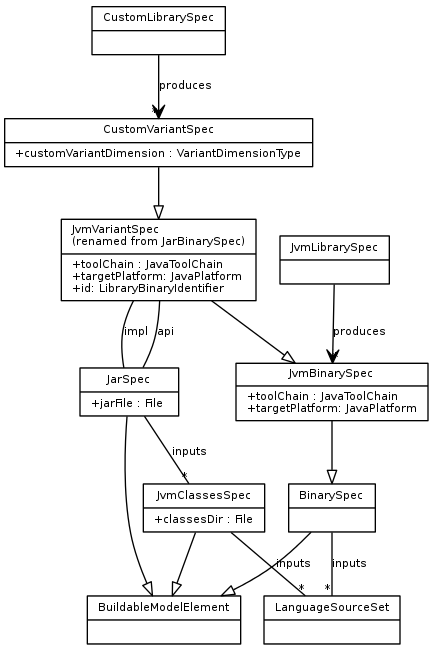 CustomLibrarySpec
produces
*
CustomVariantSpec
+customVariantDimension : VariantDimensionType
JvmVariantSpec
(renamed from JarBinarySpec)
+toolChain : JavaToolChain
+targetPlatform: JavaPlatform
+id: LibraryBinaryIdentifier
JvmLibrarySpec
impl
api
produces
*
JarSpec
+jarFile : File
JvmBinarySpec
+toolChain : JavaToolChain
+targetPlatform: JavaPlatform
inputs
*
JvmClassesSpec
+classesDir : File
BinarySpec
inputs
*
inputs
*
BuildableModelElement
LanguageSourceSet